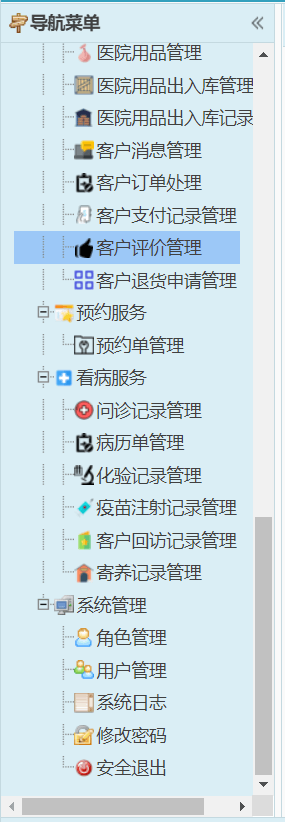 导航菜单
医院用品管理
医院用品出入库管理
医院用品出入库记录
客户消息管理
客户订单处理
客户支付记录管理
客户评价管理
客户退货申请管理
预约服务
预约单管理
看病服务
问诊记录管理
病历单管理
化验记录管理
疫苗注射记录管理
客户回访记录管理
寄养记录管理
系统管理
角色管理
用户管理
系统日志
修改密码
安全退出